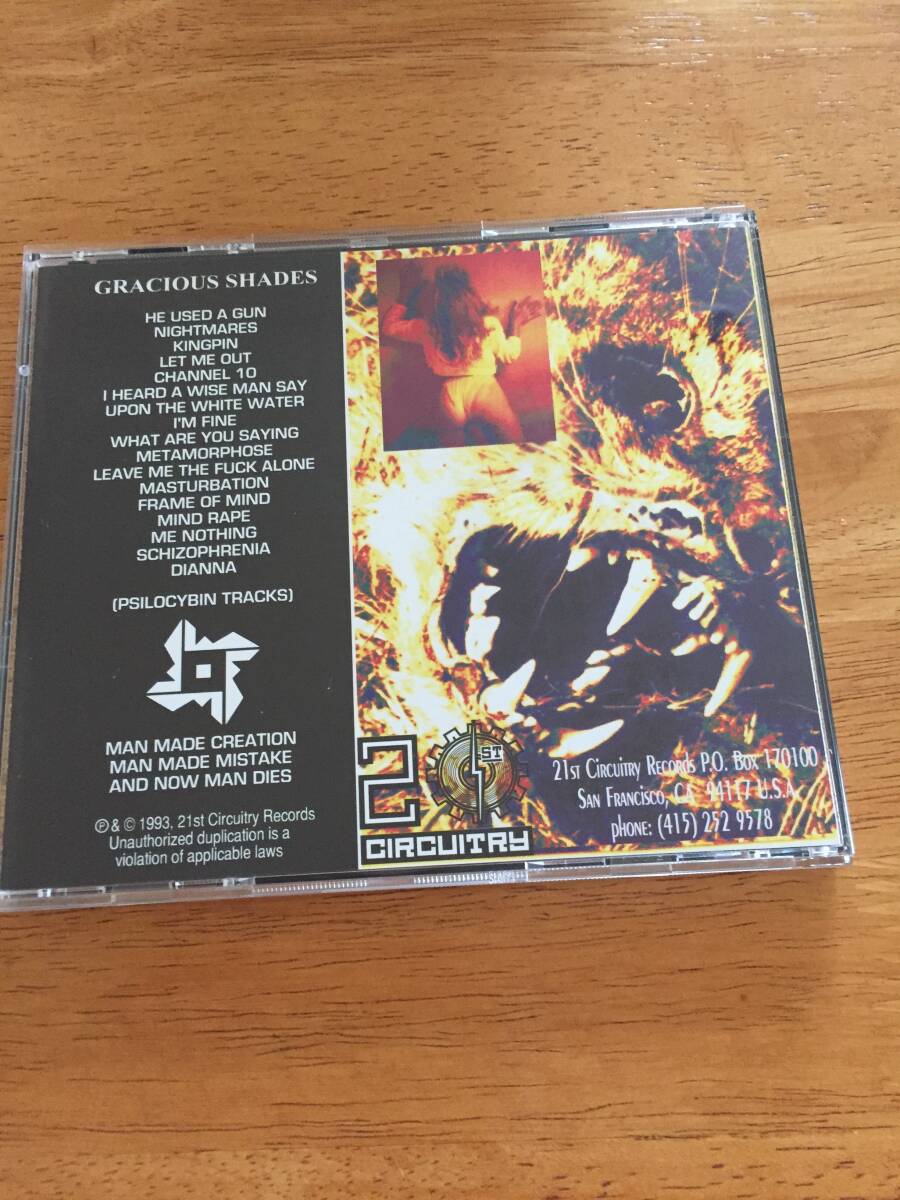 GRACIOUS SHADES
HE USED A GUN
NIGHTMARES
KINGPIN
LET ME OUT
CHANNEL 10
I HEARD A WISE MAN SAY
UPON THE WHITE WATER
I'M FINE
WHAT ARE YOU SAYING
METAMORPHOSE
LEAVE ME THE FUCK ALONE
MASTURBATION
FRAME OF MIND
MIND RAPE
ME NOTHING
SCHIZOPHRENIA
DIANNA
(PSILOCYBIN TRACKS)
MAN MADE CREATION
MAN MADE MISTAKE
AND NOW MAN DIES
℗ & © 1993, 21st Circuitry Records
Unauthorized duplication is a
violation of applicable laws
2 ST
CIRCUITRY
21ST CIRCUITRY RECORDS P.O. BOX 170100
SAN FRANCISCO, CA 94117 U.S.A.
phone: (415) 252 9578